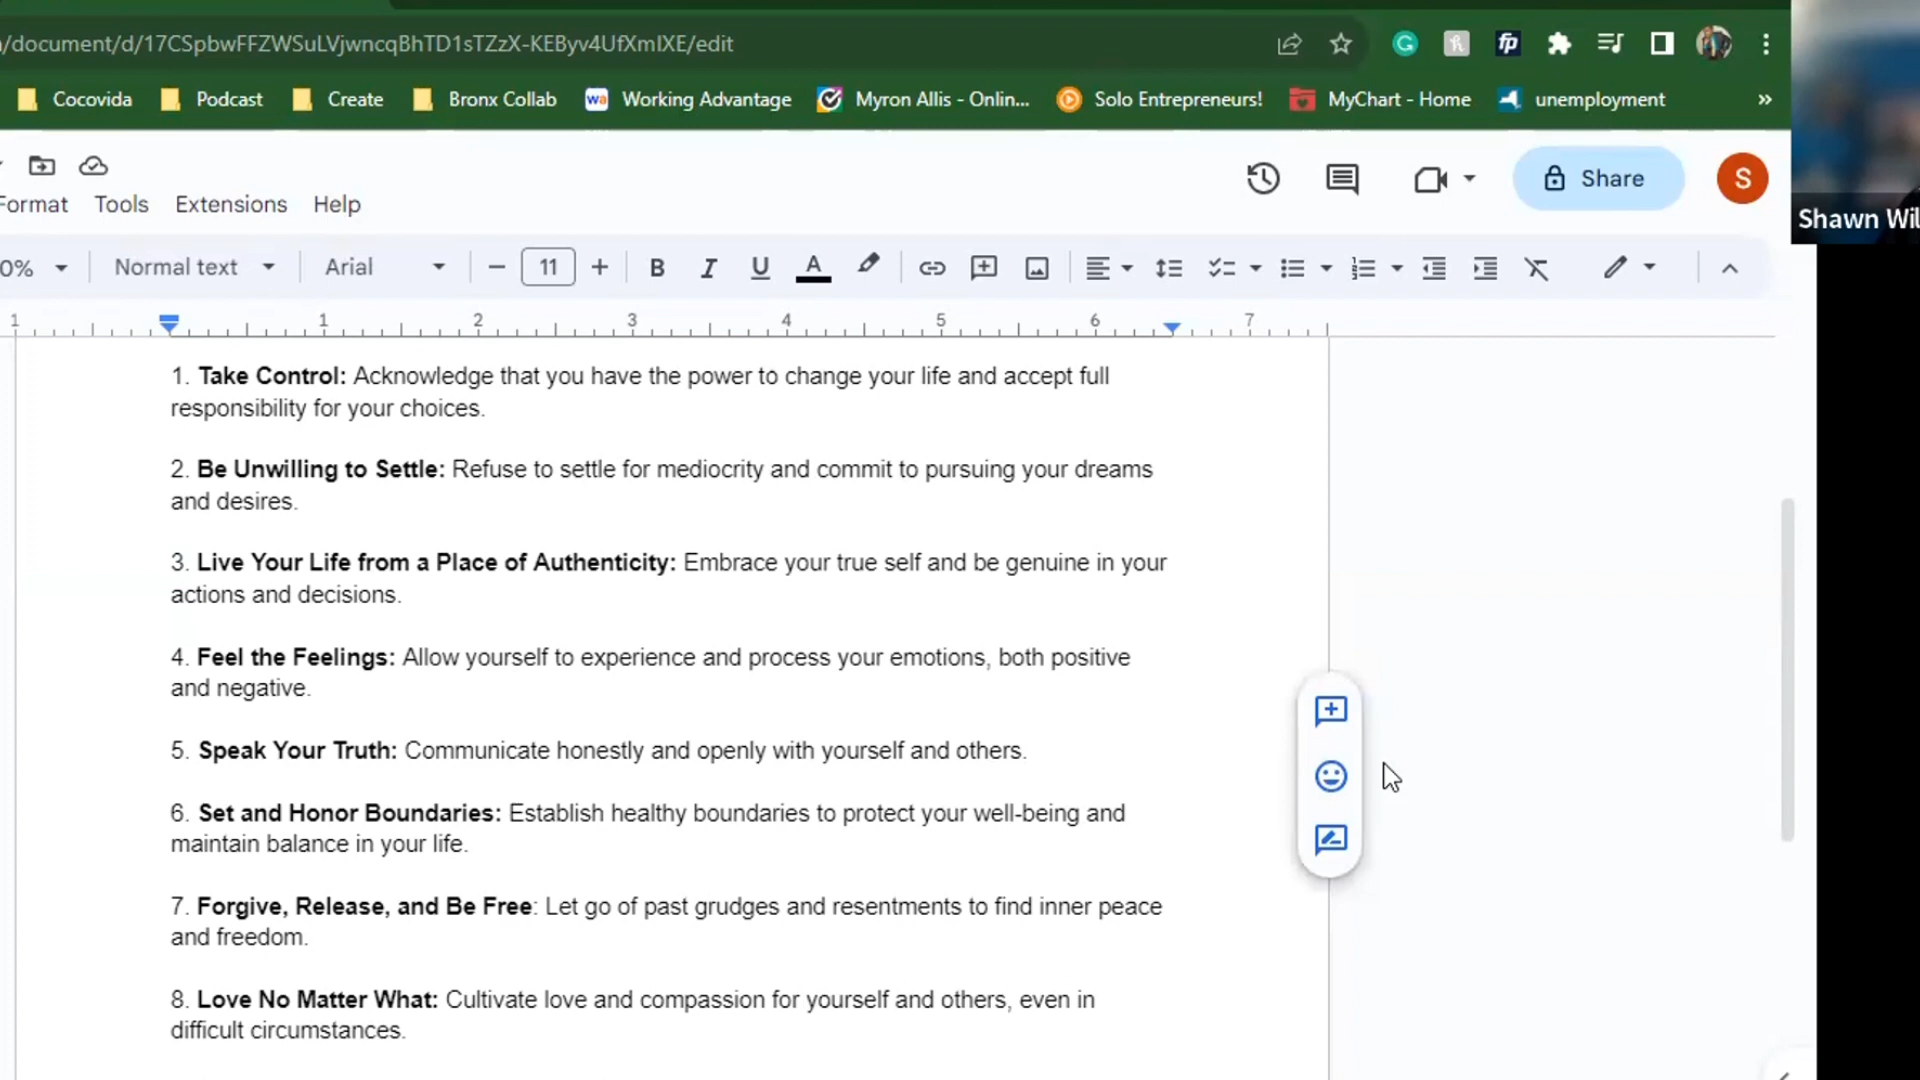 /document/d/17CSpbwFFZWSuLVjwncqBhTD1sTZzX-KEByv4UfXmIXE/edit
Cocovida Podcast Create Bronx Collab Working Advantage Myron Allis - Onlin... Solo Entrepreneurs! MyChart - Home unemployment »
Share S
Format Tools Extensions Help
Shawn Wil
0% Normal text Arial 11 B I U A
1 1 2 3 4 5 6 7
1. Take Control: Acknowledge that you have the power to change your life and accept full
responsibility for your choices.
2. Be Unwilling to Settle: Refuse to settle for mediocrity and commit to pursuing your dreams
and desires.
3. Live Your Life from a Place of Authenticity: Embrace your true self and be genuine in your
actions and decisions.
4. Feel the Feelings: Allow yourself to experience and process your emotions, both positive
and negative.
5. Speak Your Truth: Communicate honestly and openly with yourself and others.
6. Set and Honor Boundaries: Establish healthy boundaries to protect your well-being and
maintain balance in your life.
7. Forgive, Release, and Be Free: Let go of past grudges and resentments to find inner peace
and freedom.
8. Love No Matter What: Cultivate love and compassion for yourself and others, even in
difficult circumstances.